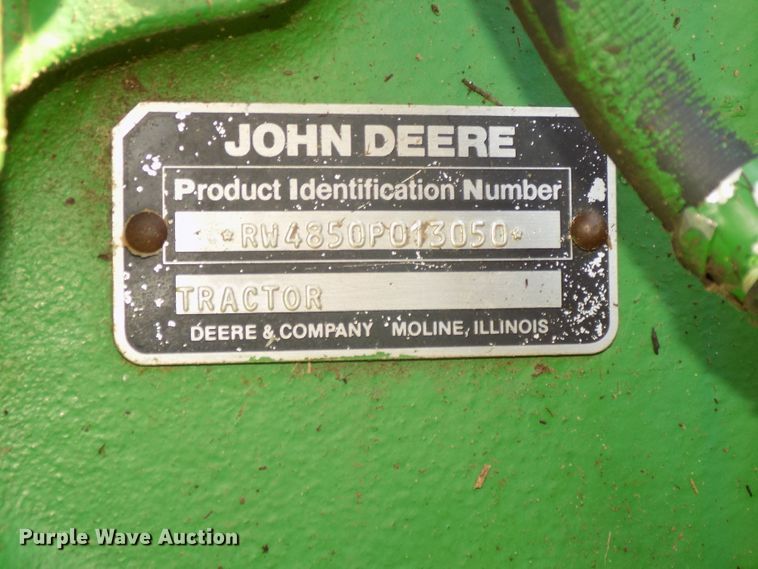 JOHN DEERE
Product Identification Number
*RW4850P013050*
TRACTOR
DEERE & COMPANY MOLINE, ILLINOIS
Purple Wave Auction